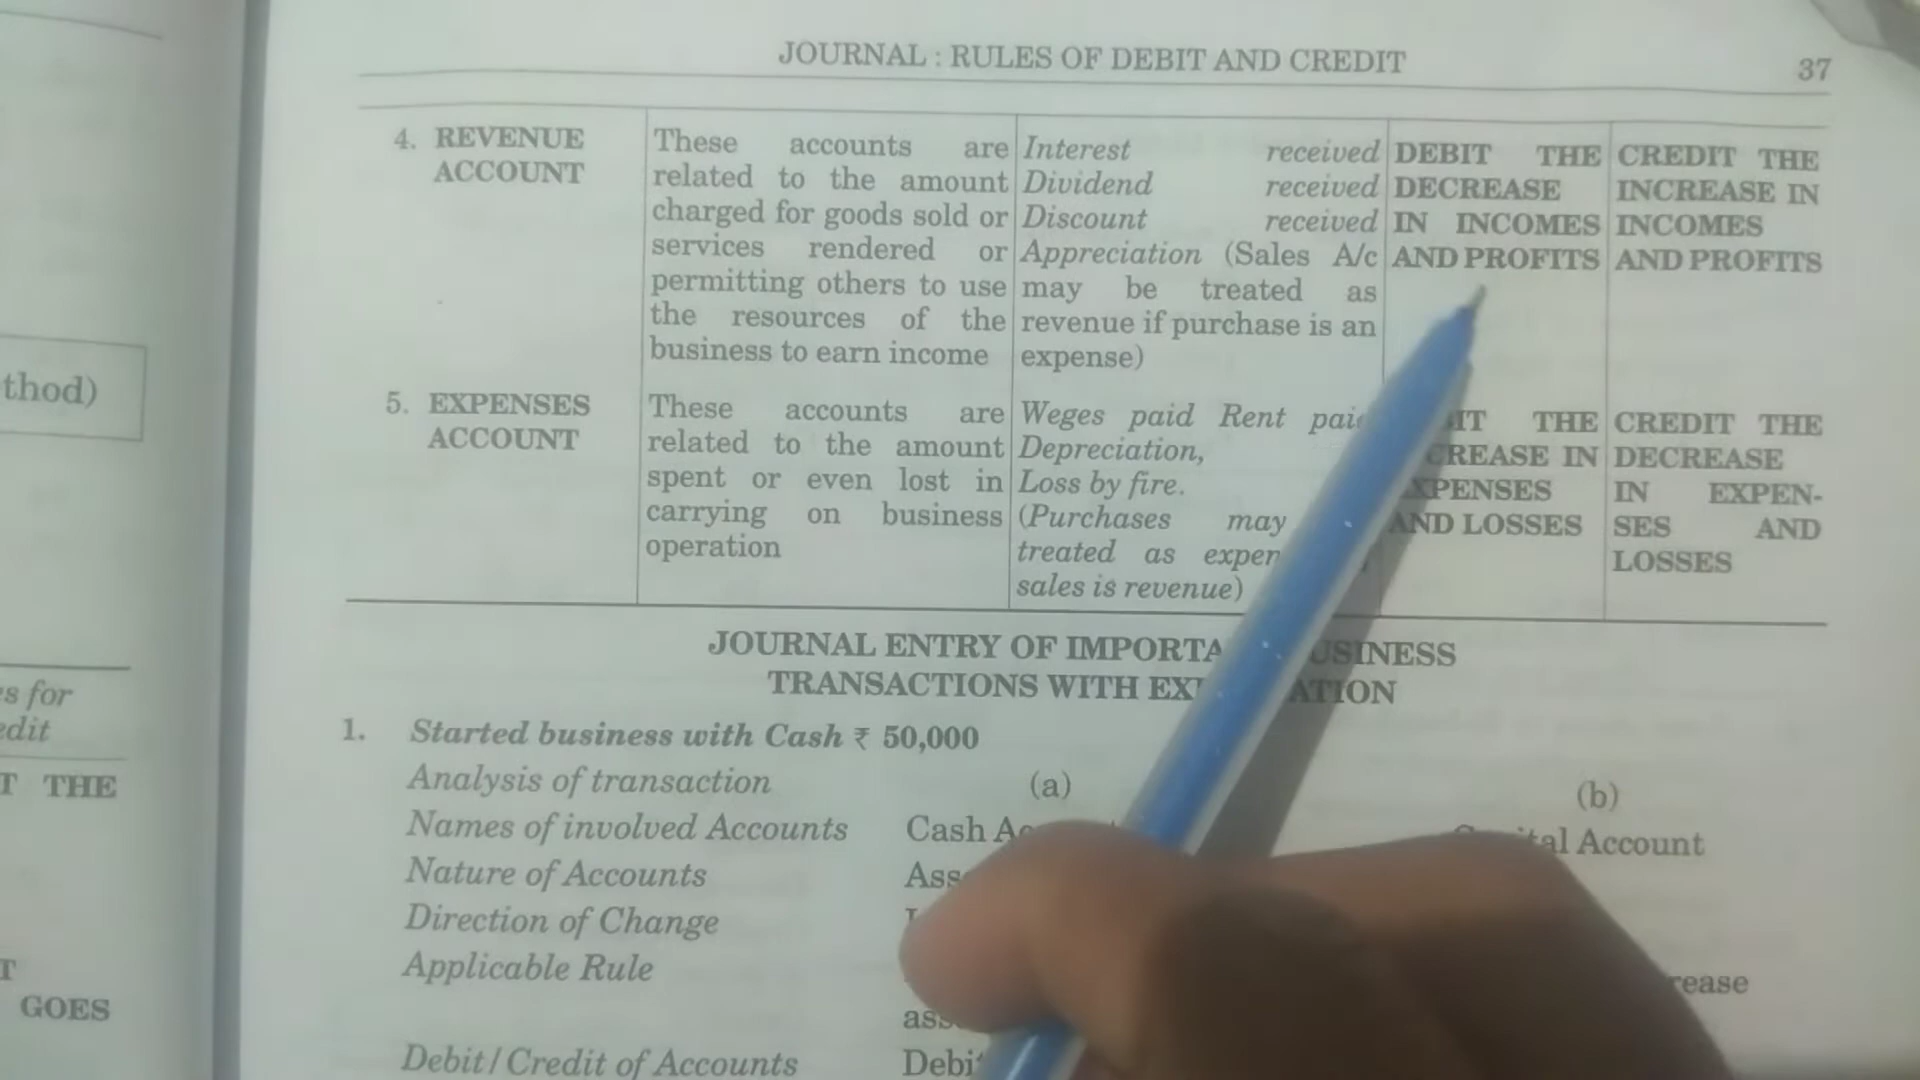 JOURNAL : RULES OF DEBIT AND CREDIT
37
4. REVENUE
ACCOUNT
These accounts are
related to the amount
charged for goods sold or
services rendered or
permitting others to use
the resources of the
business to earn income
Interest received
Dividend received
Discount received
Appreciation (Sales A/c
may be treated as
revenue if purchase is an
expense)
DEBIT THE
DECREASE
IN INCOMES
AND PROFITS
CREDIT THE
INCREASE IN
INCOMES
AND PROFITS
5. EXPENSES
ACCOUNT
These accounts are
related to the amount
spent or even lost in
carrying on business
operation
Weges paid Rent
Depreciation,
Loss by fire.
(Purchases may
treated as
sales is revenue)
THE
IN
AND LOSSES
CREDIT THE
DECREASE
IN EXPEN-
SES AND
LOSSES
JOURNAL ENTRY OF
TRANSACTIONS WITH
1. Started business with Cash ₹ 50,000
Analysis of transaction (a) (b)
Names of involved Accounts Cash Account
Nature of Accounts
Direction of Change
Applicable Rule
Debit/Credit of Accounts
thod)
s for
edit
THE
GOES